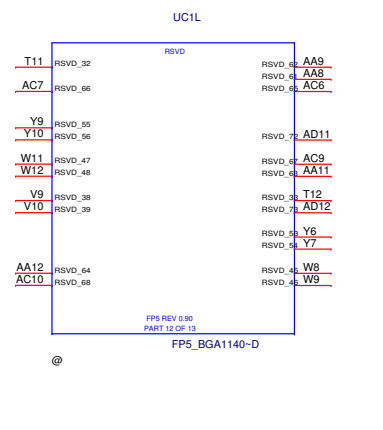 UC1L
RSVD
T11 RSVD_32 RSVD_62 AA9
RSVD_61 AA8
AC7 RSVD_66 RSVD_65 AC6
Y9 RSVD_55
Y10 RSVD_56 RSVD_72 AD11
W11 RSVD_47 RSVD_67 AC9
W12 RSVD_48 RSVD_63 AA11
V9 RSVD_38 RSVD_33 T12
V10 RSVD_39 RSVD_73 AD12
RSVD_53 Y6
RSVD_54 Y7
AA12 RSVD_64 RSVD_45 W8
AC10 RSVD_68 RSVD_46 W9
FP5 REV 0.90
PART 12 OF 13
FP5_BGA1140~D
@